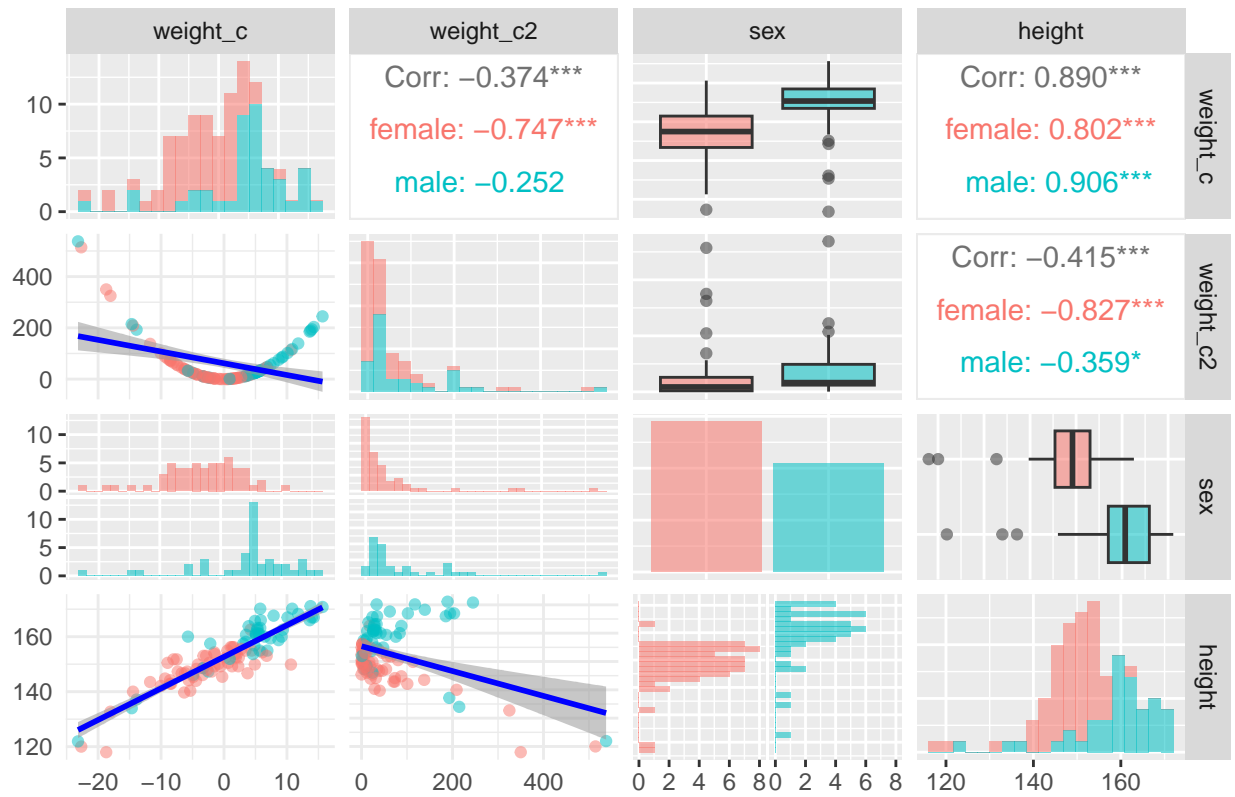 weight_c
weight_c2
sex
height
10
5
0
Corr: −0.374***
female: −0.747***
male: −0.252
Corr: 0.890***
female: 0.802***
male: 0.906***
weight_c
400
200
0
Corr: −0.415***
female: −0.827***
male: −0.359*
weight_c2
10
5
0
10
5
0
sex
160
140
120
height
−20 −10 0 10
0 200 400
0 2 4 6 8 0 2 4 6 8
120 140 160